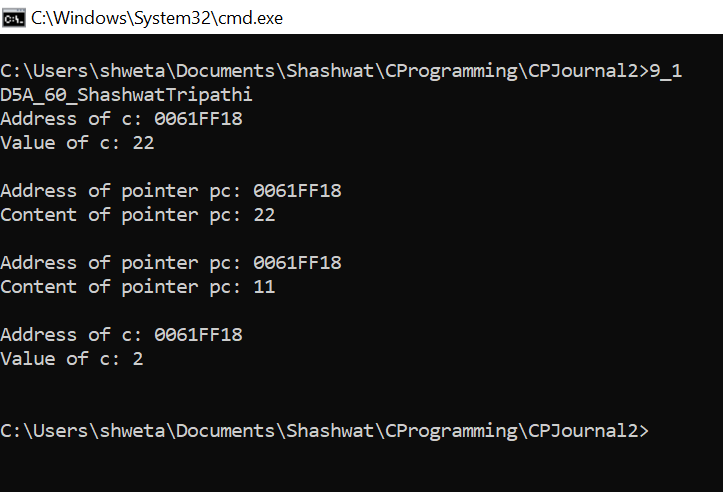 C:\Windows\System32\cmd.exe
C:\Users\shweta\Documents\Shashwat\CProgramming\CPJournal2>9_1
D5A_60_ShashwatTripathi
Address of c: 0061FF18
Value of c: 22
Address of pointer pc: 0061FF18
Content of pointer pc: 22
Address of pointer pc: 0061FF18
Content of pointer pc: 11
Address of c: 0061FF18
Value of c: 2
C:\Users\shweta\Documents\Shashwat\CProgramming\CPJournal2>